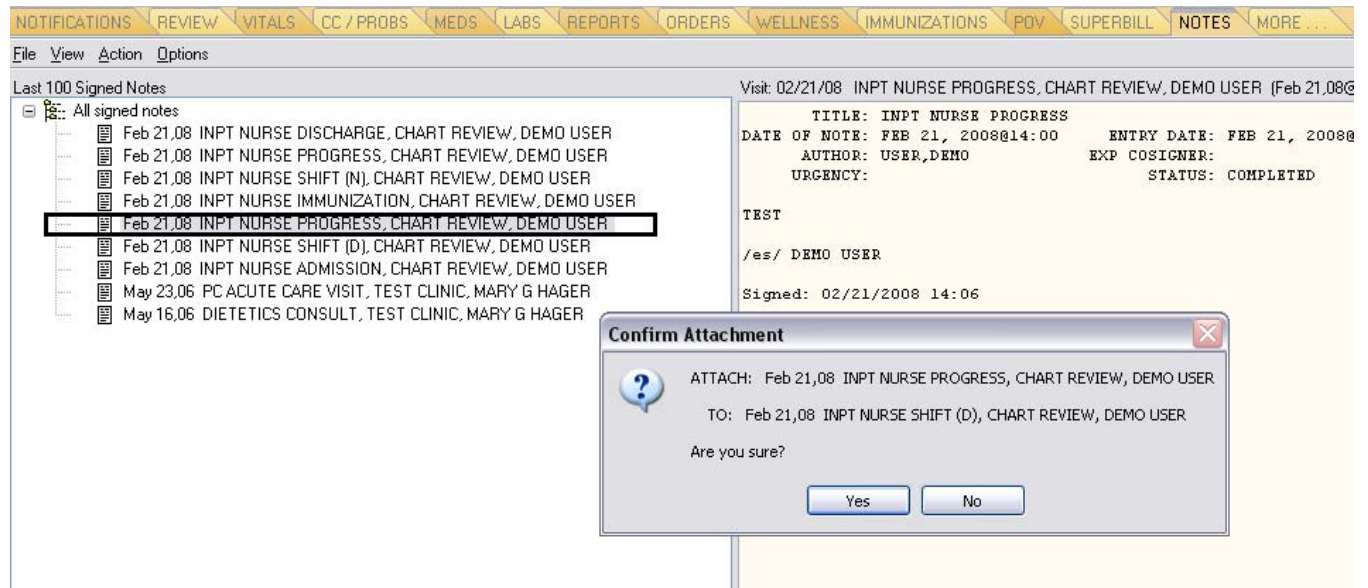 NOTIFICATIONS REVIEW VITALS CC / PROBS MEDS LABS REPORTS ORDERS WELLNESS IMMUNIZATIONS POV SUPERBILL NOTES MORE ...
File View Action Options
Last 100 Signed Notes
All signed notes
Feb 21,08 INPT NURSE DISCHARGE, CHART REVIEW, DEMO USER
Feb 21,08 INPT NURSE PROGRESS, CHART REVIEW, DEMO USER
Feb 21,08 INPT NURSE SHIFT (N), CHART REVIEW, DEMO USER
Feb 21,08 INPT NURSE IMMUNIZATION, CHART REVIEW, DEMO USER
Feb 21,08 INPT NURSE PROGRESS, CHART REVIEW, DEMO USER
Feb 21,08 INPT NURSE SHIFT (D), CHART REVIEW, DEMO USER
Feb 21,08 INPT NURSE ADMISSION, CHART REVIEW, DEMO USER
May 23,06 PC ACUTE CARE VISIT, TEST CLINIC, MARY G HAGER
May 16,06 DIETETICS CONSULT, TEST CLINIC, MARY G HAGER
Visit: 02/21/08 INPT NURSE PROGRESS, CHART REVIEW, DEMO USER (Feb 21,08@
TITLE: INPT NURSE PROGRESS
DATE OF NOTE: FEB 21, 2008@14:00 ENTRY DATE: FEB 21, 2008@
AUTHOR: USER,DEMO EXP COSIGNER:
URGENCY: STATUS: COMPLETED
TEST
/es/ DEMO USER
Signed: 02/21/2008 14:06
Confirm Attachment
ATTACH: Feb 21,08 INPT NURSE PROGRESS, CHART REVIEW, DEMO USER
TO: Feb 21,08 INPT NURSE SHIFT (D), CHART REVIEW, DEMO USER
Are you sure?
Yes No